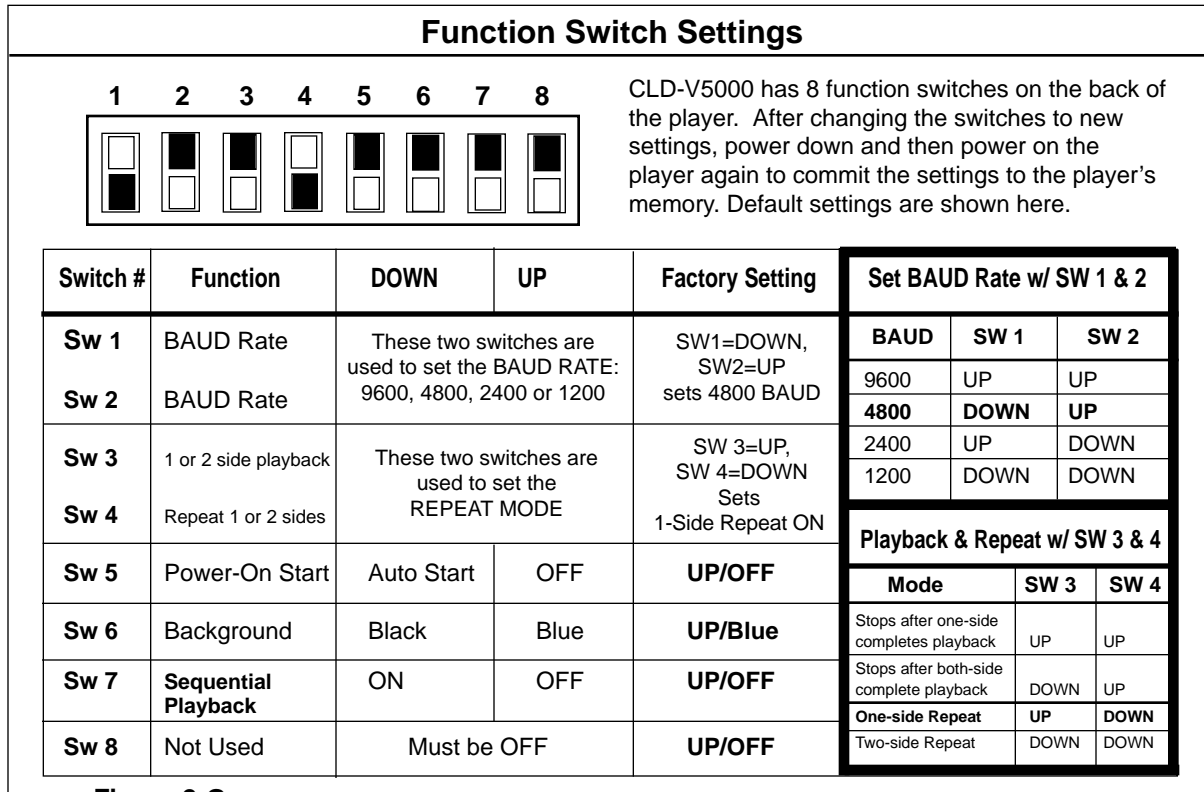 Function Switch Settings
1 2 3 4 5 6 7 8
CLD-V5000 has 8 function switches on the back of
the player. After changing the switches to new
settings, power down and then power on the
player again to commit the settings to the player's
memory. Default settings are shown here.
Switch # Function DOWN UP Factory Setting
Sw 1 BAUD Rate
Sw 2 BAUD Rate
These two switches are
used to set the BAUD RATE:
9600, 4800, 2400 or 1200
SW1=DOWN,
SW2=UP
sets 4800 BAUD
Sw 3 1 or 2 side playback
Sw 4 Repeat 1 or 2 sides
These two switches are
used to set the
REPEAT MODE
SW 3=UP,
SW 4=DOWN
Sets
1-Side Repeat ON
Sw 5 Power-On Start Auto Start OFF UP/OFF
Sw 6 Background Black Blue UP/Blue
Sw 7 Sequential
Playback
ON OFF UP/OFF
Sw 8 Not Used Must be OFF UP/OFF
Set BAUD Rate w/ SW 1 & 2
BAUD SW 1 SW 2
9600 UP UP
4800 DOWN UP
2400 UP DOWN
1200 DOWN DOWN
Playback & Repeat w/ SW 3 & 4
Mode SW 3 SW 4
Stops after one-side
completes playback UP UP
Stops after both-side
complete playback DOWN UP
One-side Repeat UP DOWN
Two-side Repeat DOWN DOWN